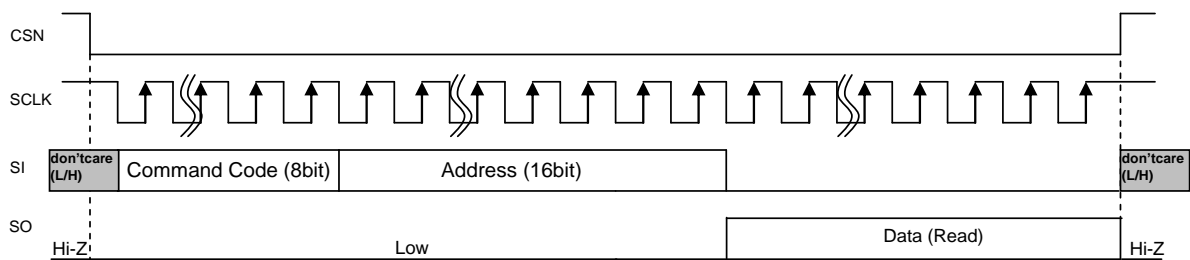 CSN
SCLK
SI
don'tcare
(L/H)
Command Code (8bit)
Address (16bit)
don'tcare
(L/H)
SO
Hi-Z
Low
Data (Read)
Hi-Z